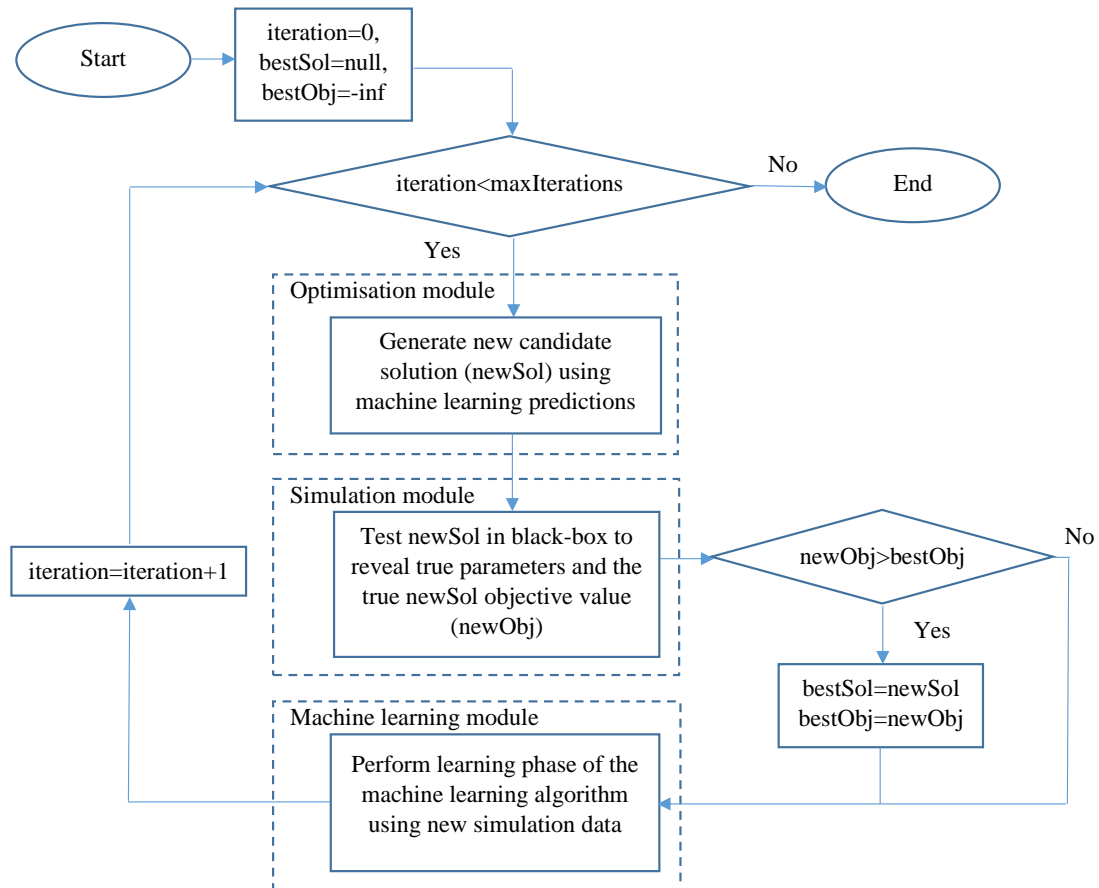 Start
iteration=0,
bestSol=null,
bestObj=-inf
iteration<maxIterations
No
End
Yes
Optimisation module
Generate new candidate
solution (newSol) using
machine learning predictions
Simulation module
Test newSol in black-box to
reveal true parameters and the
true newSol objective value
(newObj)
newObj>bestObj
No
Yes
bestSol=newSol
bestObj=newObj
Machine learning module
Perform learning phase of the
machine learning algorithm
using new simulation data
iteration=iteration+1